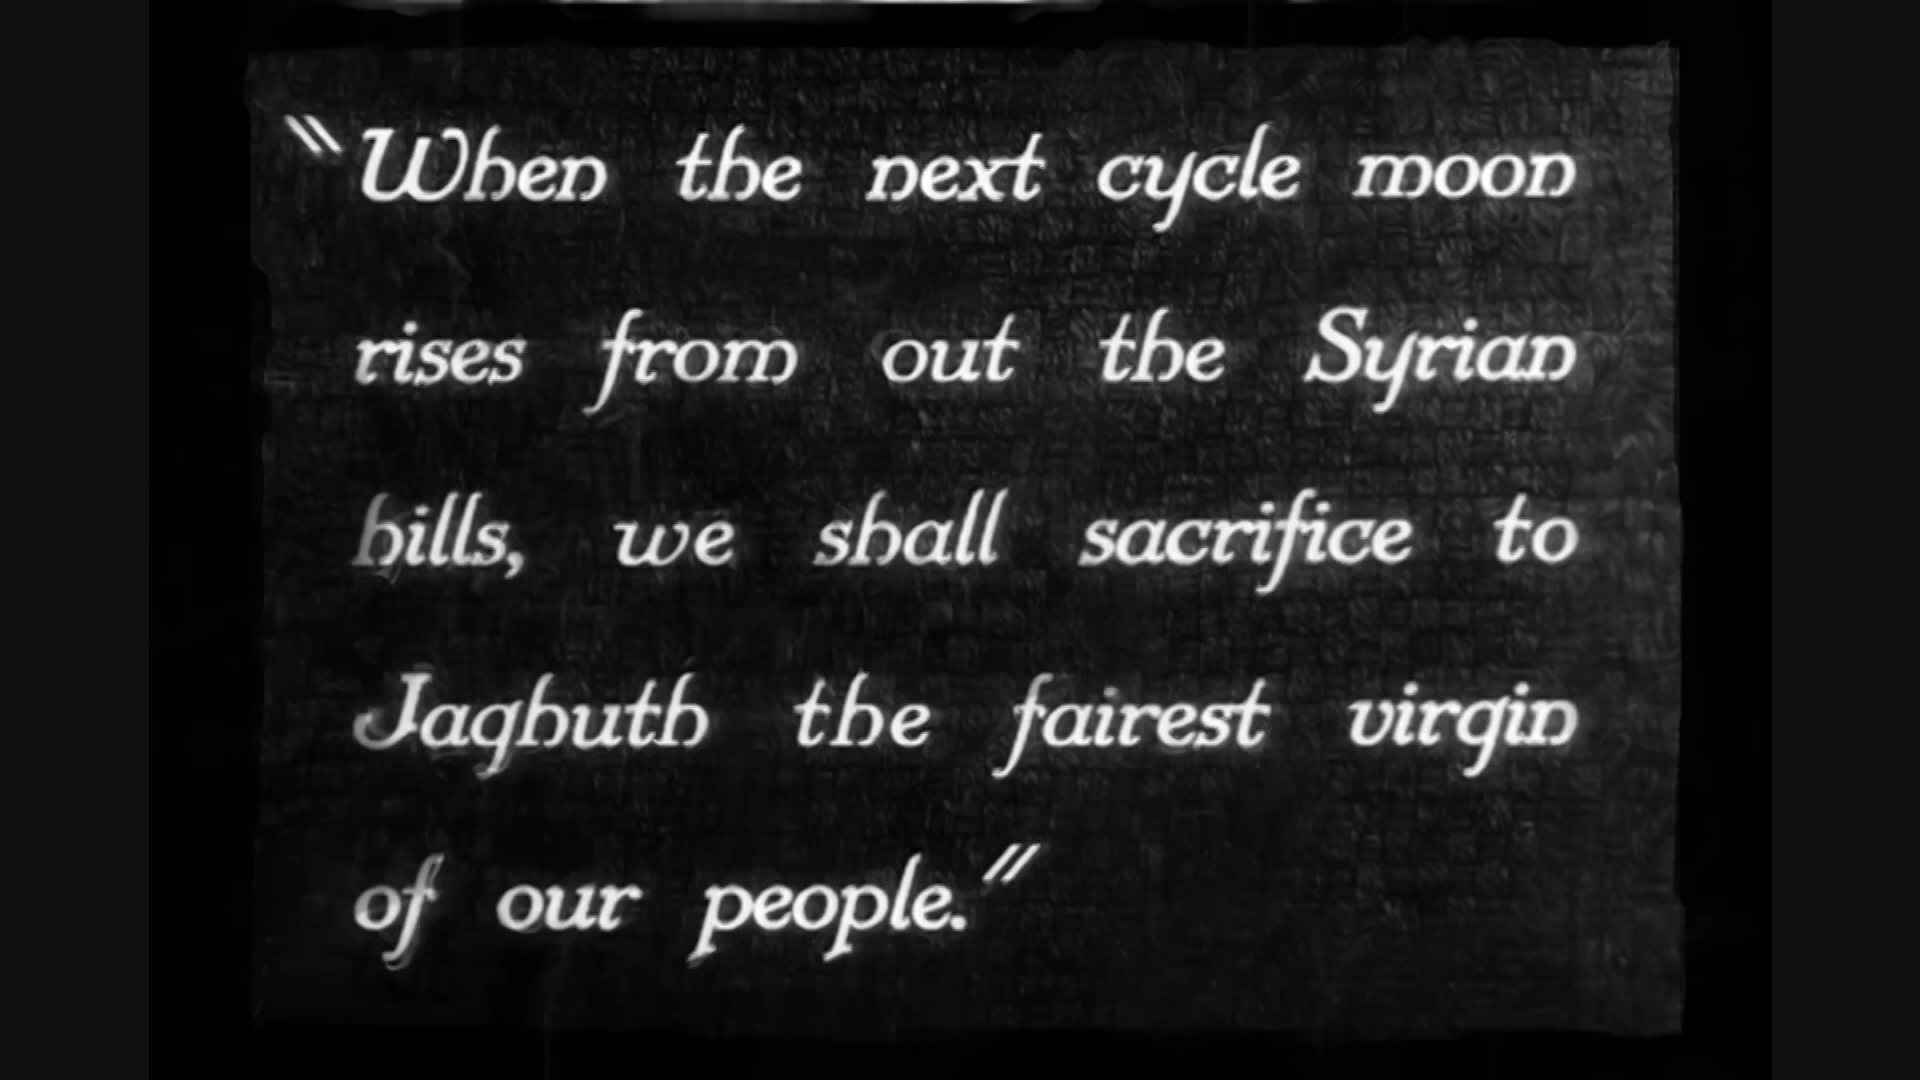 "When the next cycle moon
rises from out the Syrian
hills, we shall sacrifice to
Jaghuth the fairest virgin
of our people."